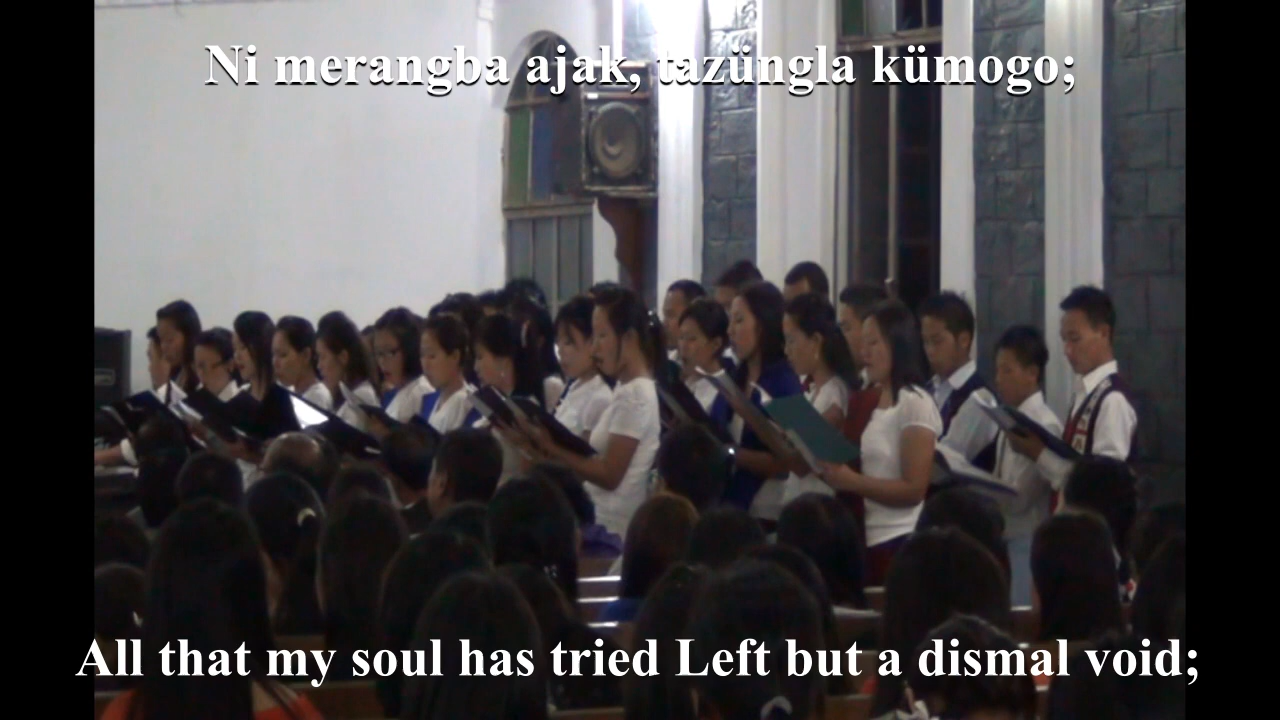 Ni merangba ajak, tazüngla kümogo;
All that my soul has tried Left but a dismal void;